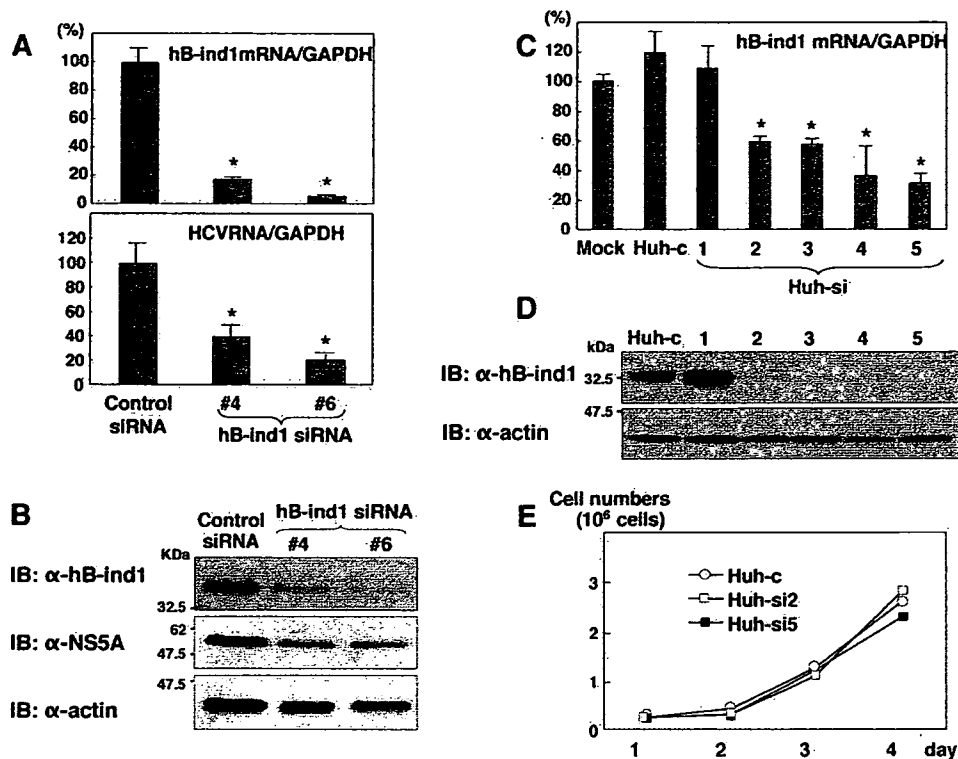 A
(%)
hB-ind1mRNA/GAPDH
100
80
60
40
20
0
*
*
HCVRNA/GAPDH
120
100
80
60
40
20
0
*
*
Control siRNA
#4
#6
hB-ind1 siRNA
B
Control siRNA
hB-ind1 siRNA
#4
#6
KDa
IB: α-hB-ind1
32.5
IB: α-NS5A
62
47.5
47.5
IB: α-actin
C
(%)
hB-ind1 mRNA/GAPDH
120
100
80
60
40
20
0
*
*
*
*
Mock
Huh-c
1
2
3
4
5
Huh-si
D
Huh-c
1
2
3
4
5
kDa
IB: α-hB-ind1
32.5
47.5
IB: α-actin
E
Cell numbers
(10⁶ cells)
3
2
1
0
Huh-c
Huh-si2
Huh-si5
1
2
3
4
day